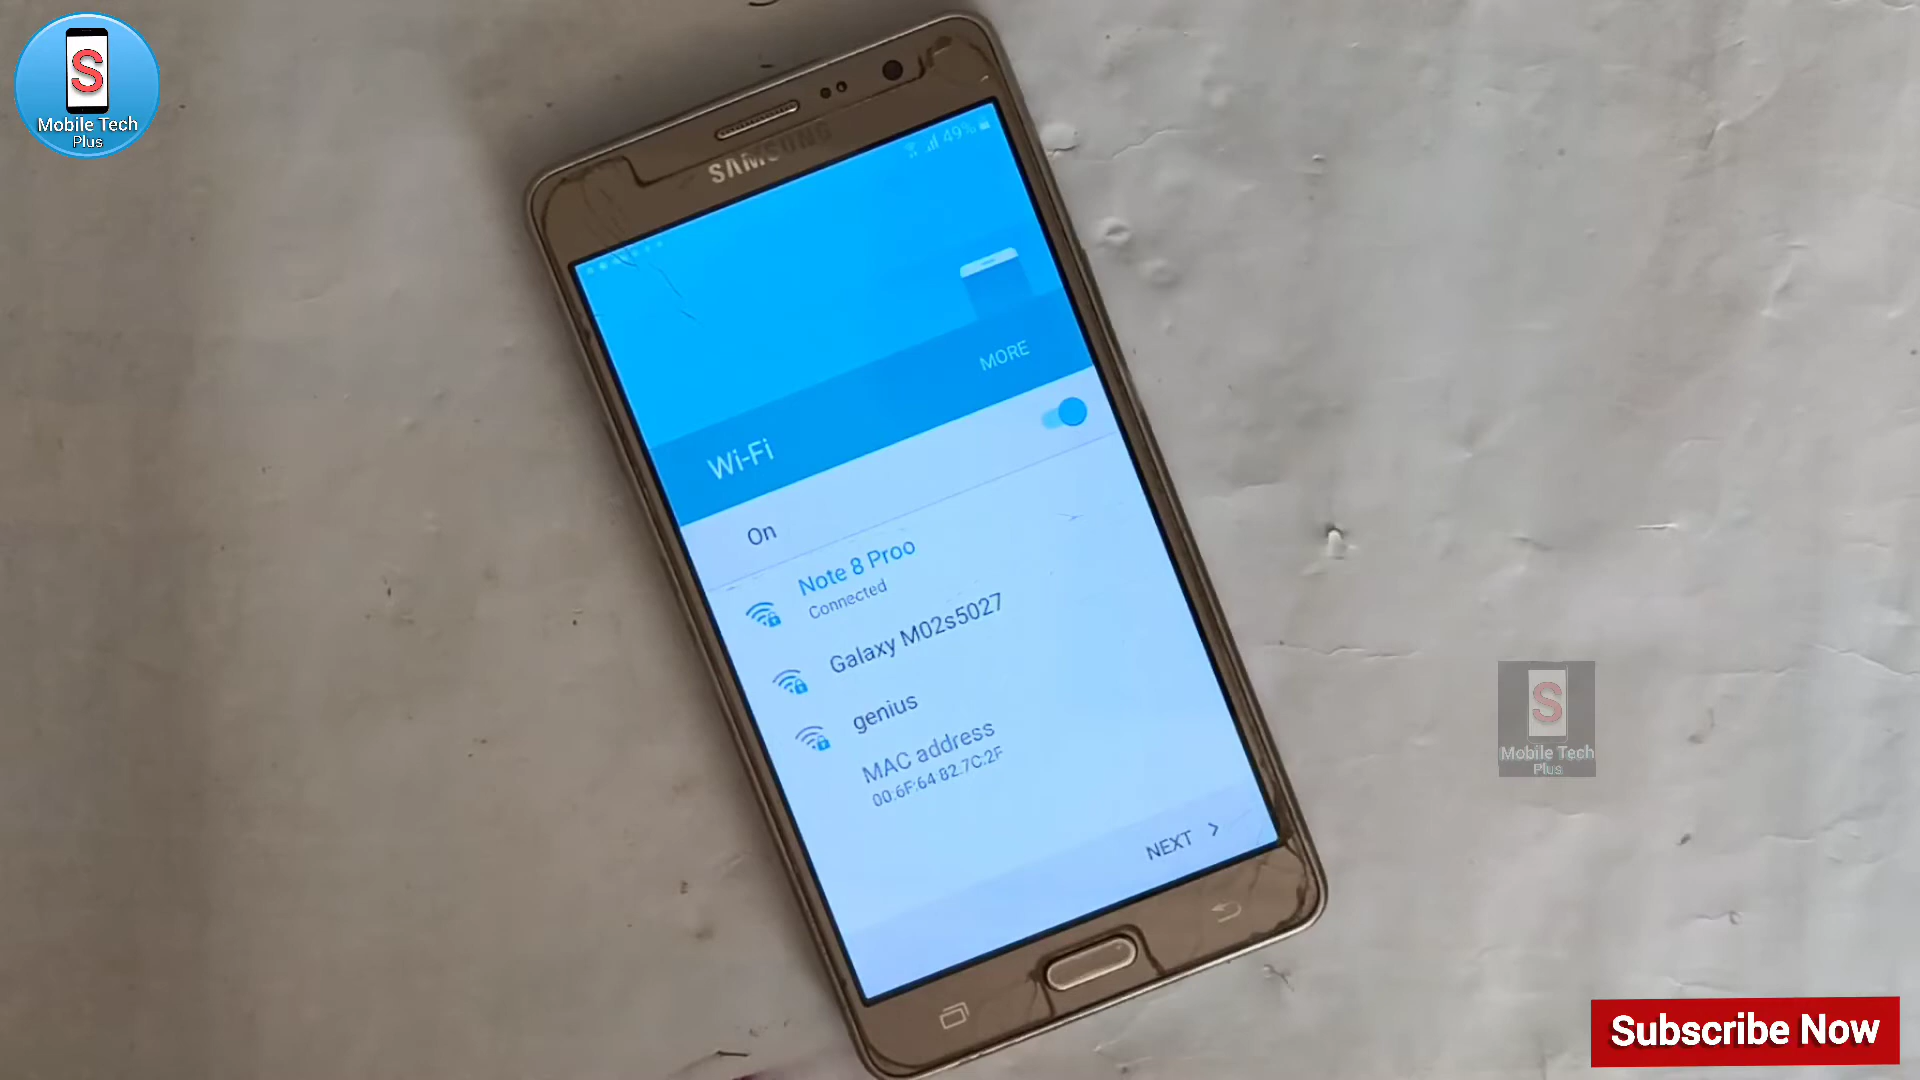 S
Mobile Tech
Plus
SAMSUNG
49%
MORE
Wi-Fi
On
Note 8 Proo
Connected
Galaxy M02s5027
genius
MAC address
00:6F:64:82:7C:2F
NEXT >
S
Mobile Tech
Plus
Subscribe Now